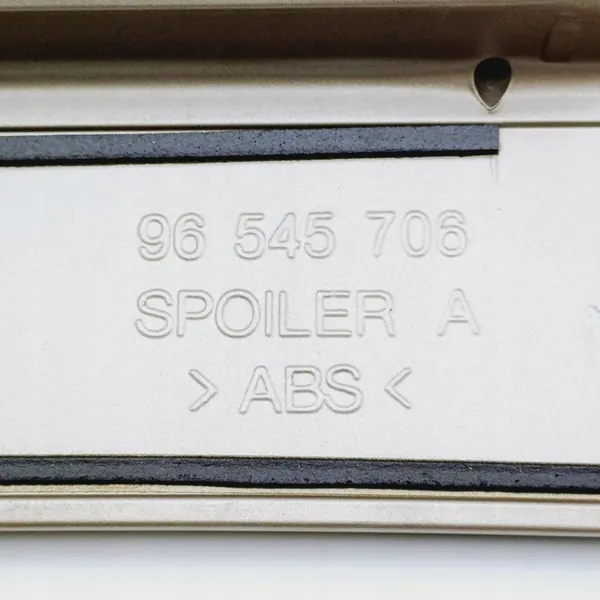 96 545 706
SPOILER A
> ABS <